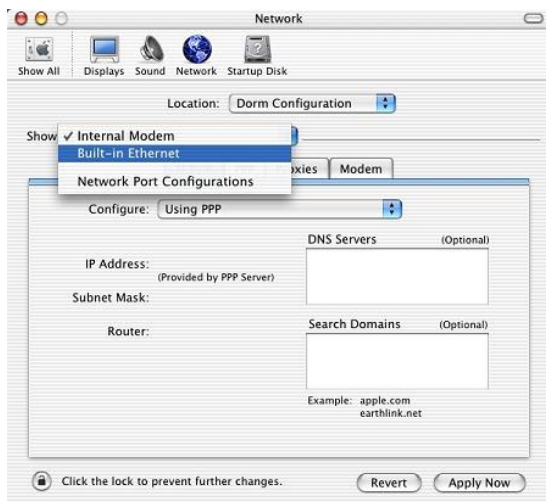 Network
Show All Displays Sound Network Startup Disk
Location: Dorm Configuration
Show ✓ Internal Modem
Built-in Ethernet
Network Port Configurations
Modem
Configure: Using PPP
DNS Servers (Optional)
IP Address:
(Provided by PPP Server)
Subnet Mask:
Router:
Search Domains (Optional)
Example: apple.com
earthlink.net
Click the lock to prevent further changes.
Revert Apply Now